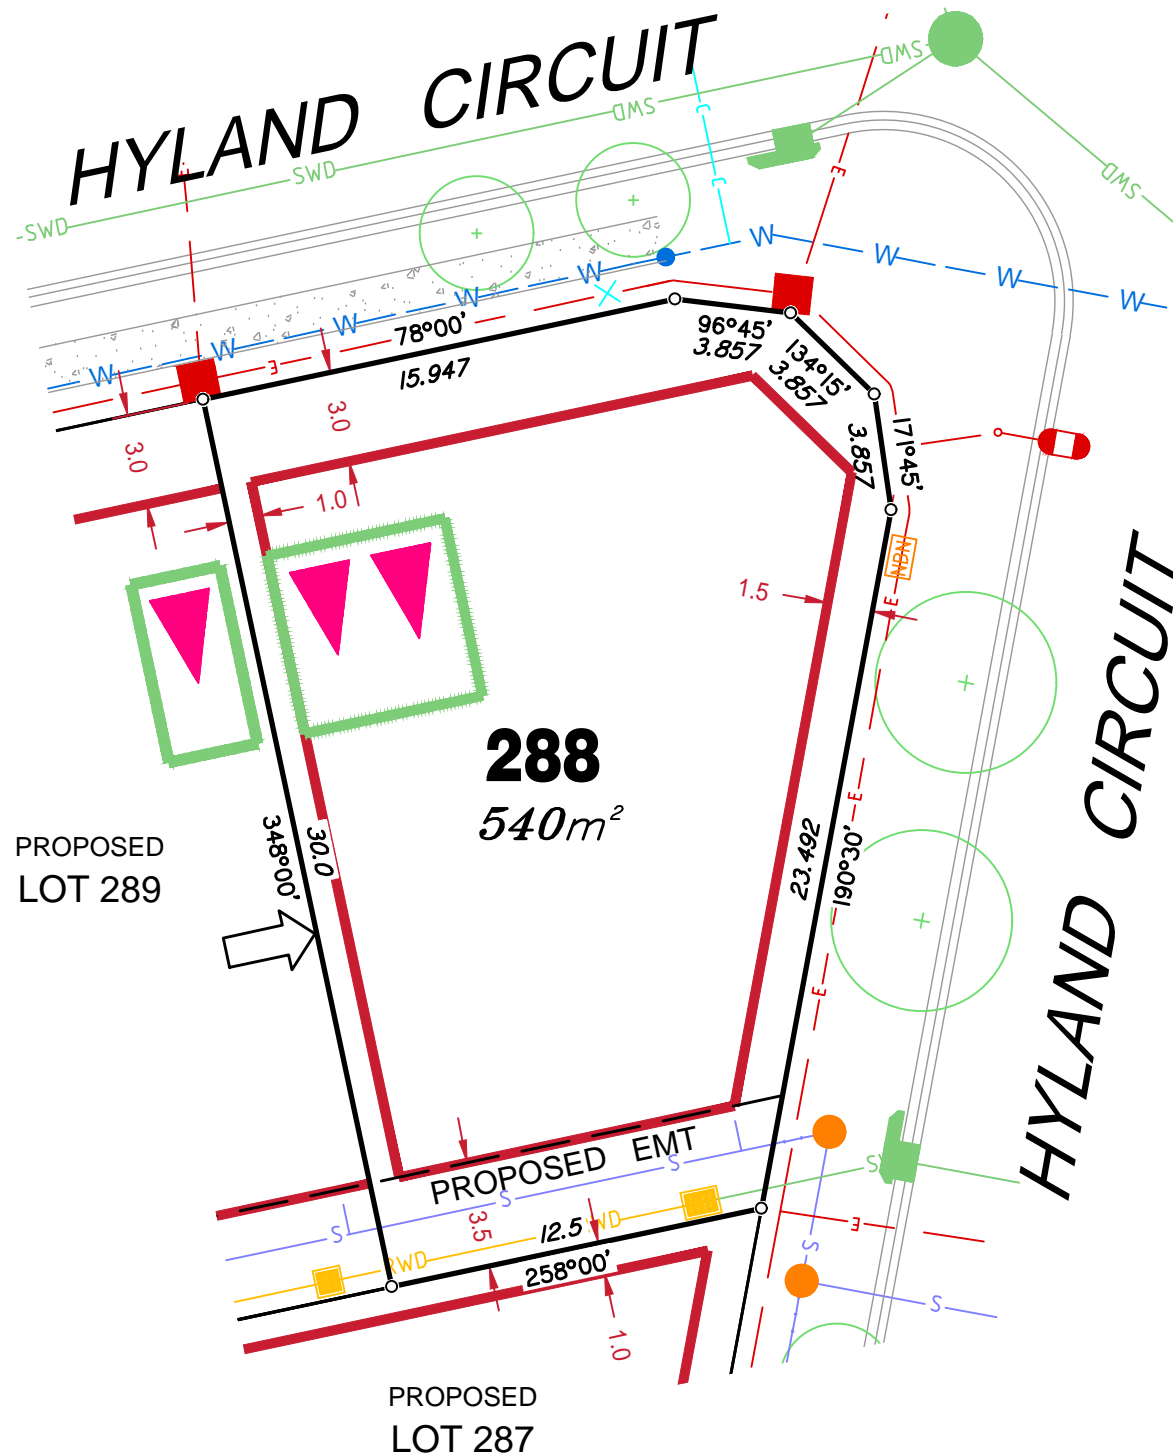 HYLAND CIRCUIT
SWD
SWD
SWD
SWD
SWD
W
W
W
W
W
W
W
W
W
E
E
78°00'
15.947
96°45'
3.857
134°15'
3.857
171°45'
3.857
3.0
3.0
1.0
NDN
1.5
E
288
540m²
HYLAND CIRCUIT
PROPOSED
LOT 289
348°00'
30.0
23.492
190°30'
E
E
PROPOSED EMT
S
S
S
3.5
12.5
WD
RWD
258°00'
E
S
S
1.0
PROPOSED
LOT 287